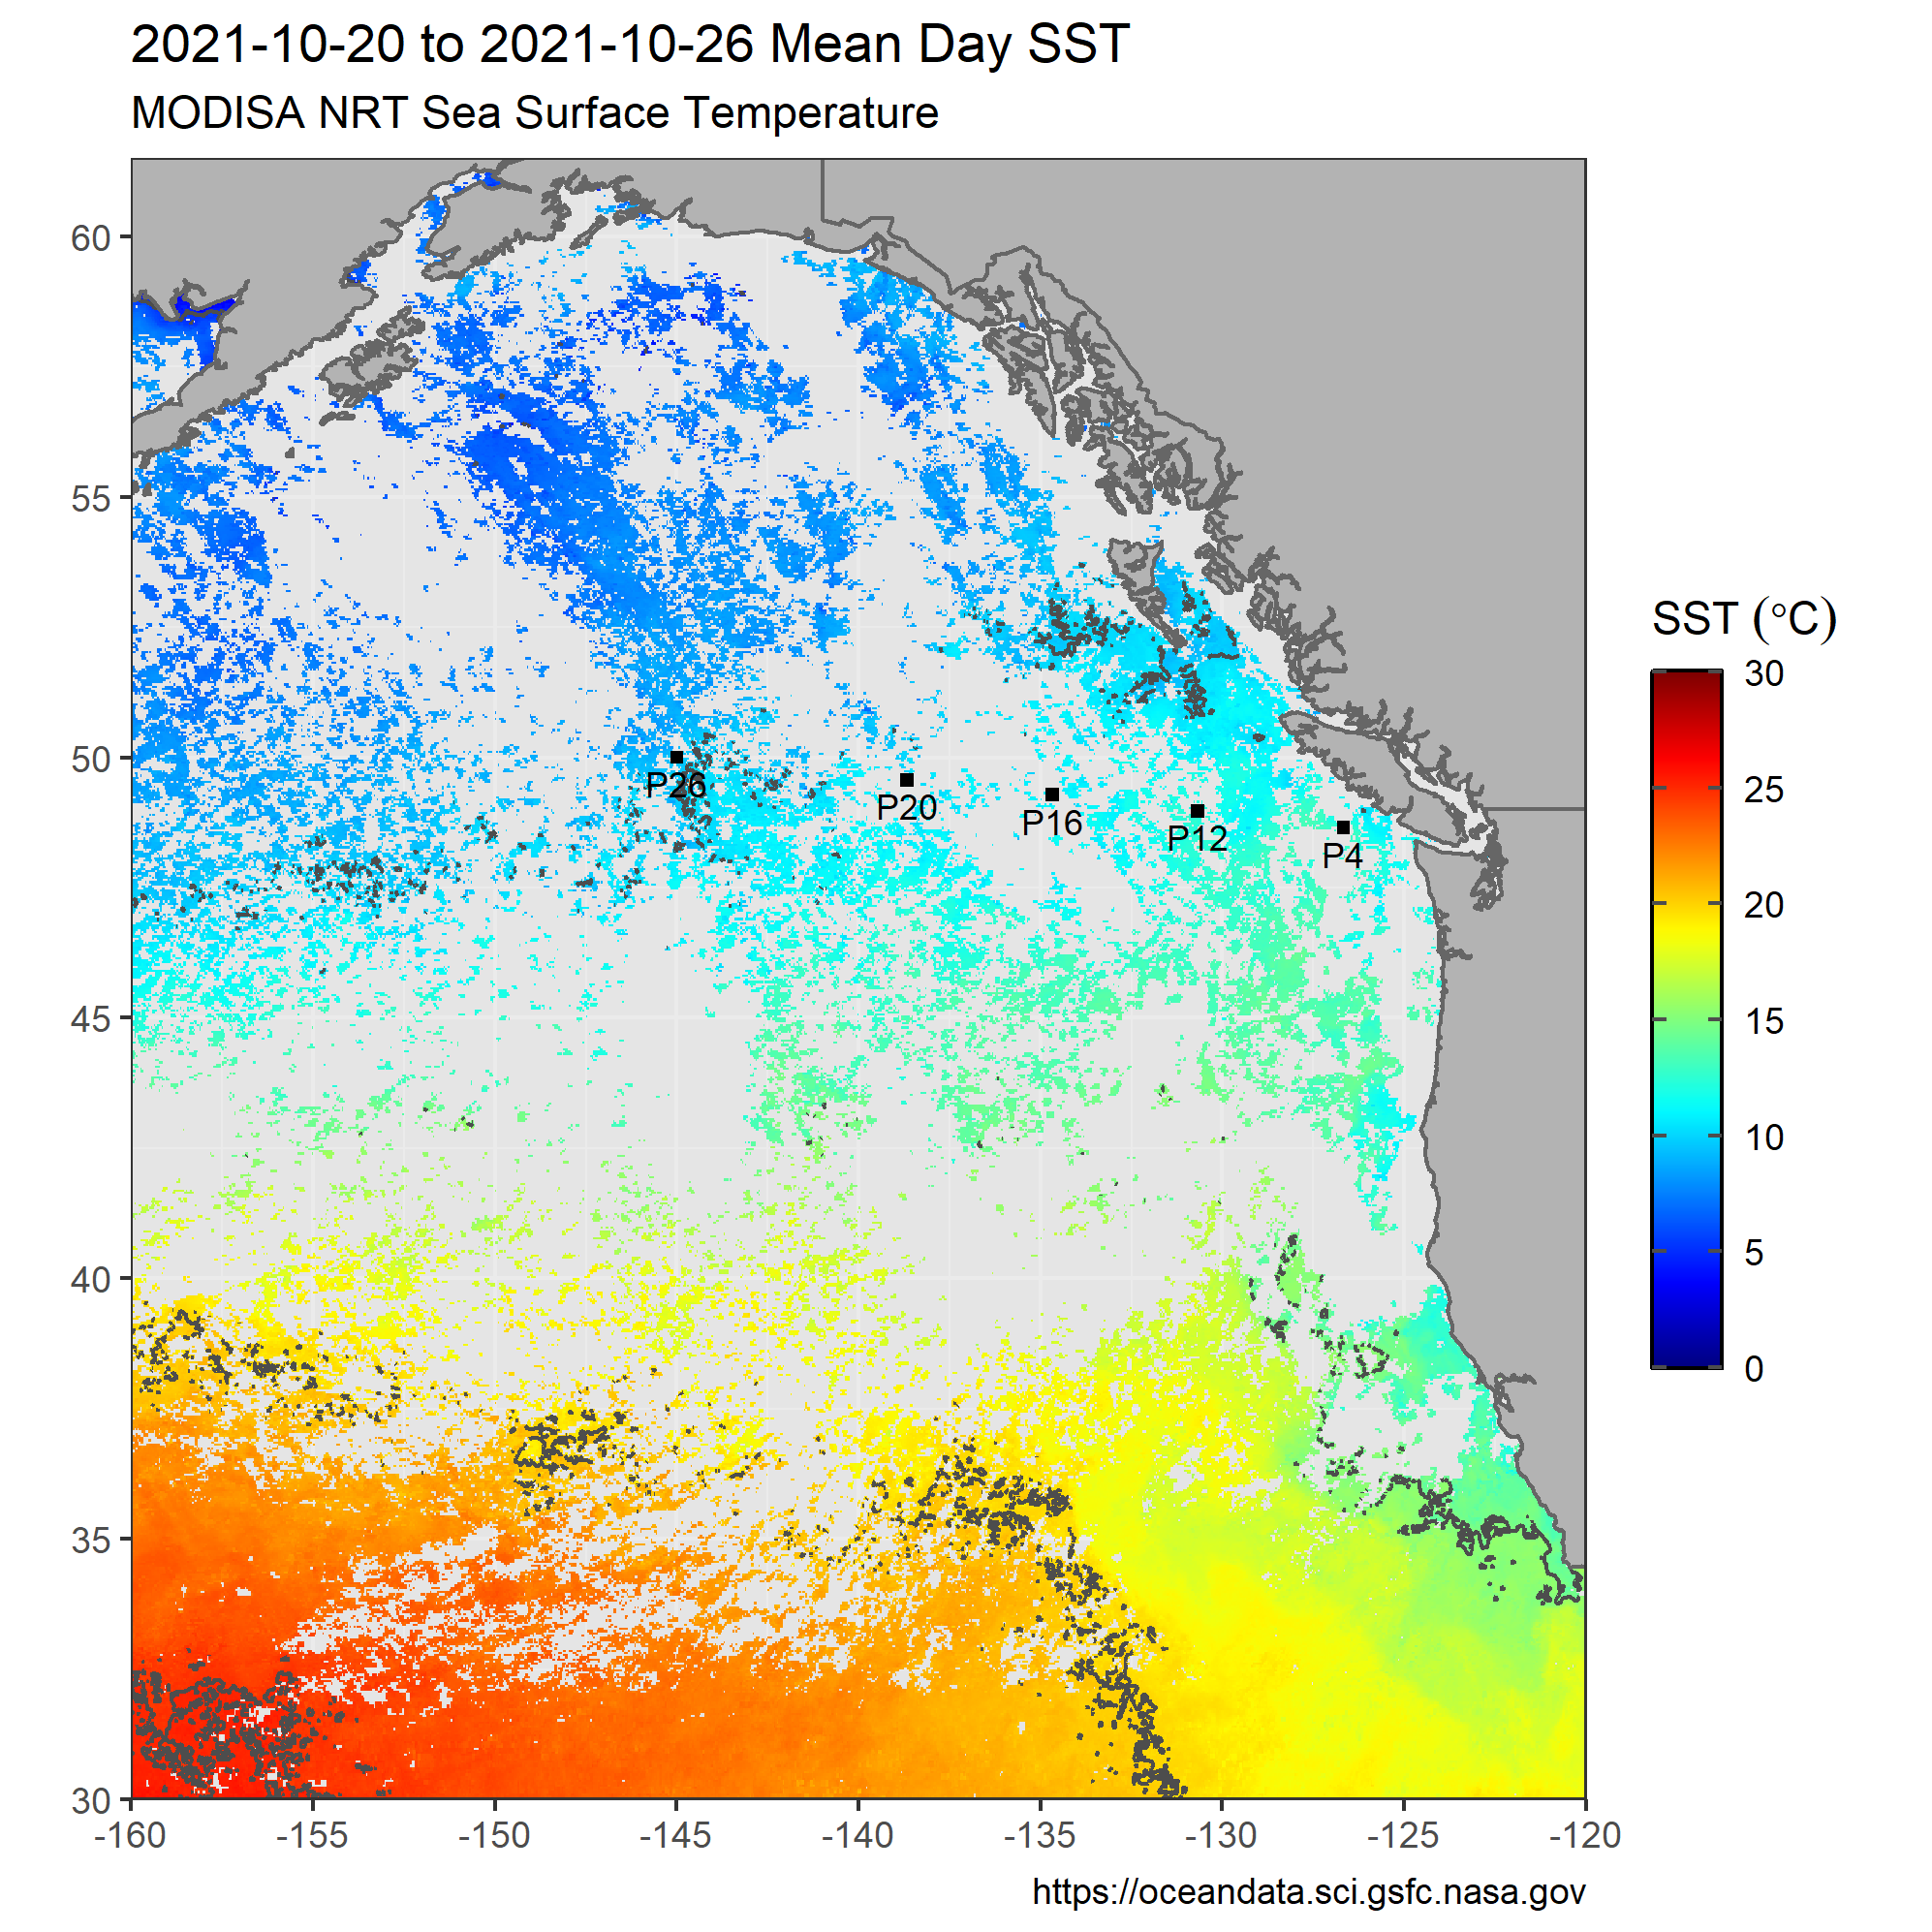 2021-10-20 to 2021-10-26 Mean Day SST
MODISA NRT Sea Surface Temperature
60
55
50
45
40
35
30
-160 -155 -150 -145 -140 -135 -130 -125 -120
P26
P20
P16
P12
P4
SST (°C)
30
25
20
15
10
5
0
https://oceandata.sci.gsfc.nasa.gov